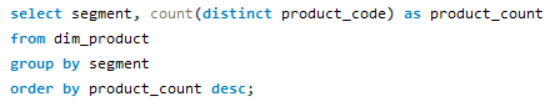 select segment, count(distinct product_code) as product_count
from dim_product
group by segment
order by product_count desc;